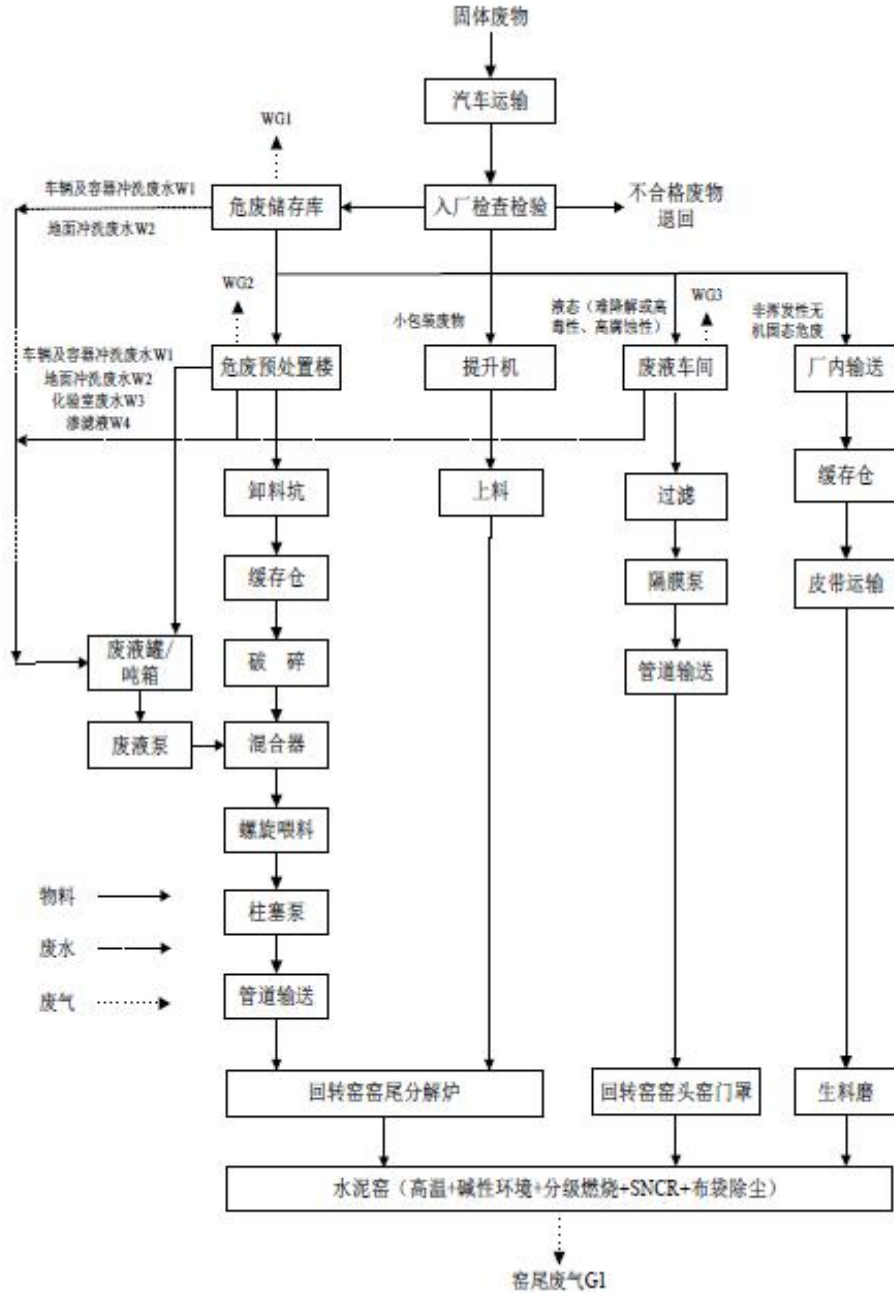 固体废物
汽车运输
WG1
车辆及容器冲洗废水W1
危废储存库
入厂检查检验
不合格废物
退回
地面冲洗废水W2
WG2
小包装废物
液态（难降解或高
毒性、高腐蚀性）
WG3
非挥发性无
机固态危废
车辆及容器冲洗废水W1
地面冲洗废水W2
化验室废水W3
渗滤液W4
危废预处置楼
提升机
废液车间
厂内输送
卸料坑
上料
过滤
缓存仓
缓存仓
隔膜泵
皮带运输
废液罐/
吨箱
破 碎
管道输送
废液泵
混合器
螺旋喂料
物料
柱塞泵
废水
管道输送
废气
回转窑窑尾分解炉
回转窑窑头窑门罩
生料磨
水泥窑（高温+碱性环境+分级燃烧+SNCR+布袋除尘）
窑尾废气G1